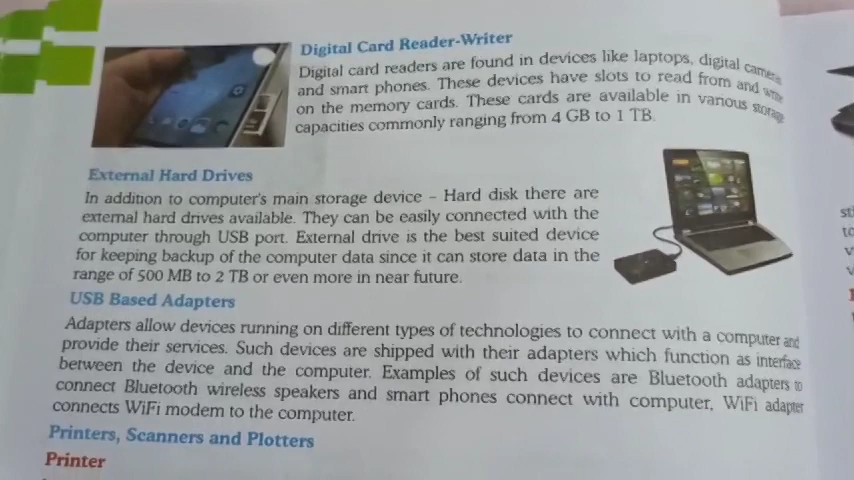 Digital Card Reader-Writer
Digital card readers are found in devices like laptops, digital cameras
and smart phones. These devices have slots to read from and write
on the memory cards. These cards are available in various storage
capacities commonly ranging from 4 GB to 1 TB.
External Hard Drives
In addition to computer's main storage device – Hard disk there are
external hard drives available. They can be easily connected with the
computer through USB port. External drive is the best suited device
for keeping backup of the computer data since it can store data in the
range of 500 MB to 2 TB or even more in near future.
USB Based Adapters
Adapters allow devices running on different types of technologies to connect with a computer and
provide their services. Such devices are shipped with their adapters which function as interface
between the device and the computer. Examples of such devices are Bluetooth adapters to
connect Bluetooth wireless speakers and smart phones connect with computer, WiFi adapter
connects WiFi modem to the computer.
Printers, Scanners and Plotters
Printer